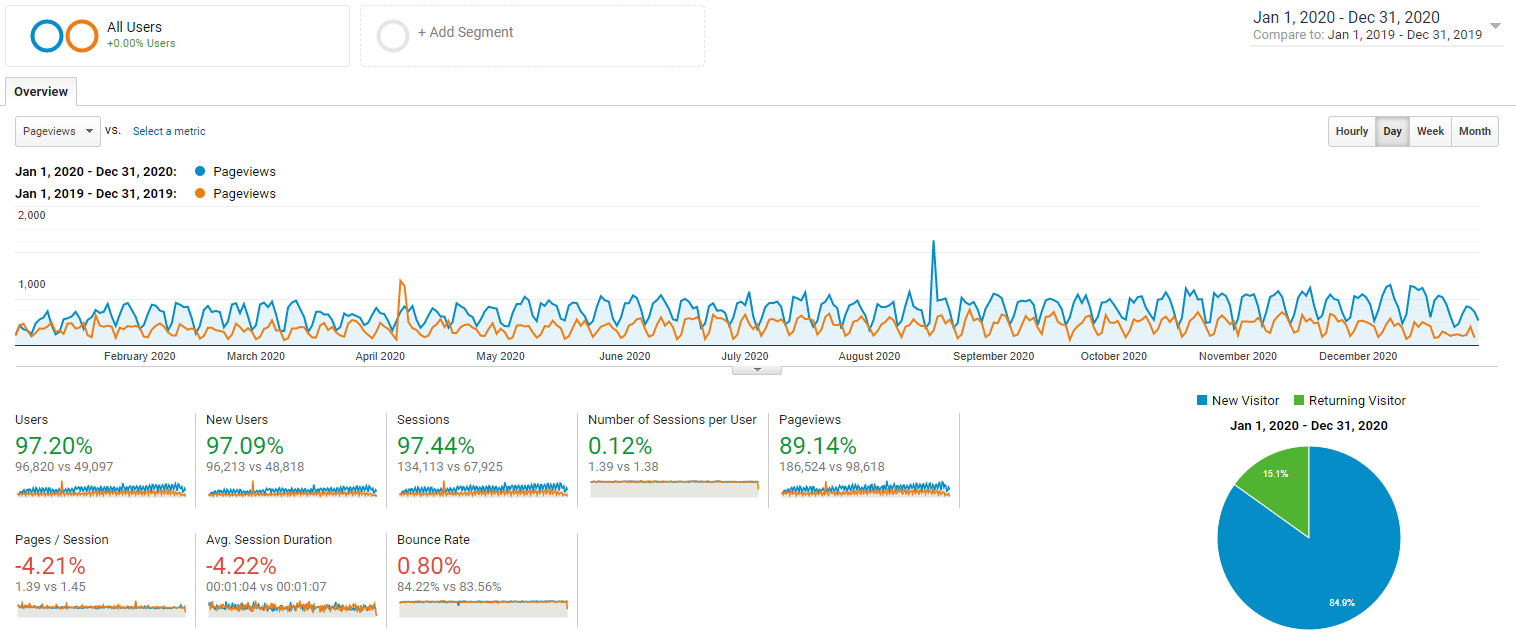 All Users
+0.00% Users
+ Add Segment
Jan 1, 2020 - Dec 31, 2020
Compare to: Jan 1, 2019 - Dec 31, 2019
Overview
Pageviews VS. Select a metric
Hourly Day Week Month
Jan 1, 2020 - Dec 31, 2020: Pageviews
Jan 1, 2019 - Dec 31, 2019: Pageviews
2,000
1,000
February 2020 March 2020 April 2020 May 2020 June 2020 July 2020 August 2020 September 2020 October 2020 November 2020 December 2020
Users
97.20%
96,820 vs 49,097
New Users
97.09%
96,213 vs 48,818
Sessions
97.44%
134,113 vs 67,925
Number of Sessions per User
0.12%
1.39 vs 1.38
Pageviews
89.14%
186,524 vs 98,618
Pages / Session
-4.21%
1.39 vs 1.45
Avg. Session Duration
-4.22%
00:01:04 vs 00:01:07
Bounce Rate
0.80%
84.22% vs 83.56%
New Visitor Returning Visitor
Jan 1, 2020 - Dec 31, 2020
15.1%
84.9%